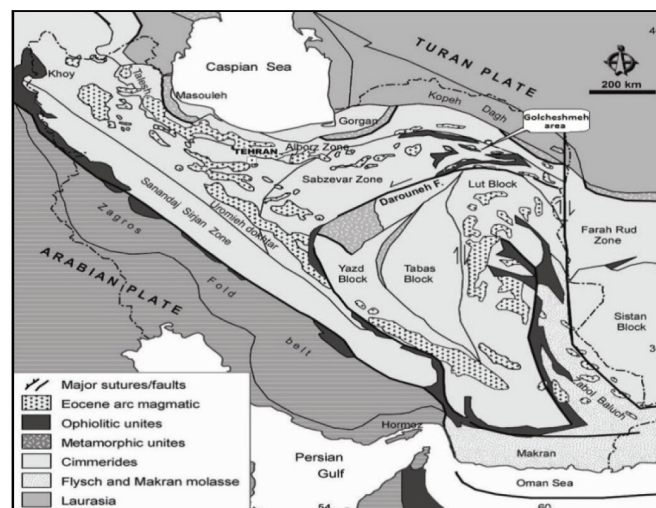 TURAN PLATE
Caspian Sea
Khoy
Talesh
Masouleh
Kopeh Dagh
200 km
Gorgan
Golcheshmeh
area
TEHRAN
Alborz Zone
Sabzevar Zone
Darouneh F.
Lut Block
Sanandaj Sirjan Zone
Uromieh dokhtar
Farah Rud
Zone
Zagros
Fold
belt
ARABIAN PLATE
Yazd
Block
Tabas
Block
Sistan
Block
Zabol Baluch
Major sutures/faults
Eocene arc magmatic
Ophiolitic unites
Metamorphic unites
Cimmerides
Flysch and Makran molasse
Laurasia
Hormoz
Makran
Persian
Gulf
Oman Sea
54
60